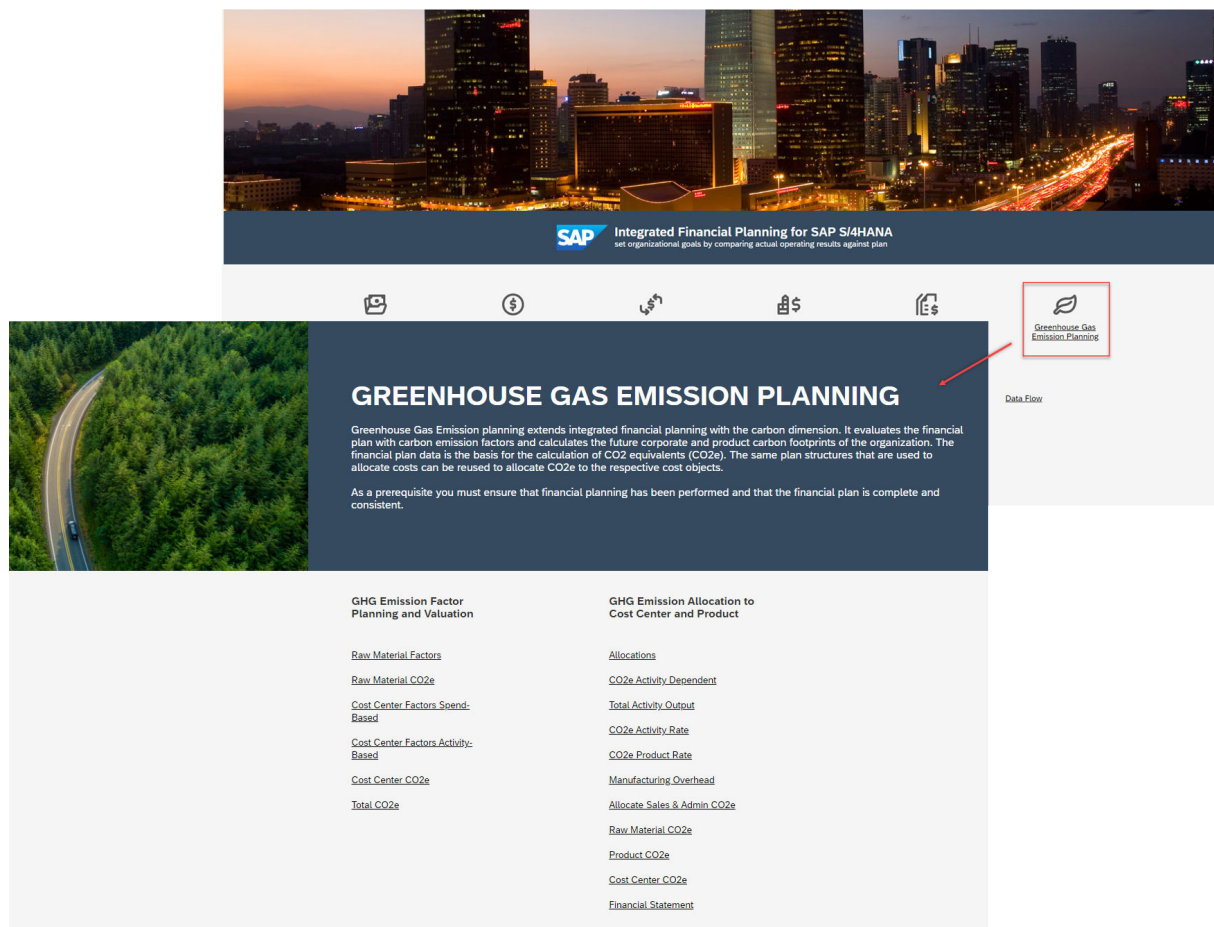 SAP
Integrated Financial Planning for SAP S/4HANA
set organizational goals by comparing actual operating results against plan
Greenhouse Gas
Emission Planning
Data Flow
GREENHOUSE GAS EMISSION PLANNING
Greenhouse Gas Emission planning extends integrated financial planning with the carbon dimension. It evaluates the financial
plan with carbon emission factors and calculates the future corporate and product carbon footprints of the organization. The
financial plan data is the basis for the calculation of CO2 equivalents (CO2e). The same plan structures that are used to
allocate costs can be reused to allocate CO2e to the respective cost objects.
As a prerequisite you must ensure that financial planning has been performed and that the financial plan is complete and
consistent.
GHG Emission Factor
Planning and Valuation
Raw Material Factors
Raw Material CO2e
Cost Center Factors Spend-
Based
Cost Center Factors Activity-
Based
Cost Center CO2e
Total CO2e
GHG Emission Allocation to
Cost Center and Product
Allocations
CO2e Activity Dependent
Total Activity Output
CO2e Activity Rate
CO2e Product Rate
Manufacturing Overhead
Allocate Sales & Admin CO2e
Raw Material CO2e
Product CO2e
Cost Center CO2e
Financial Statement